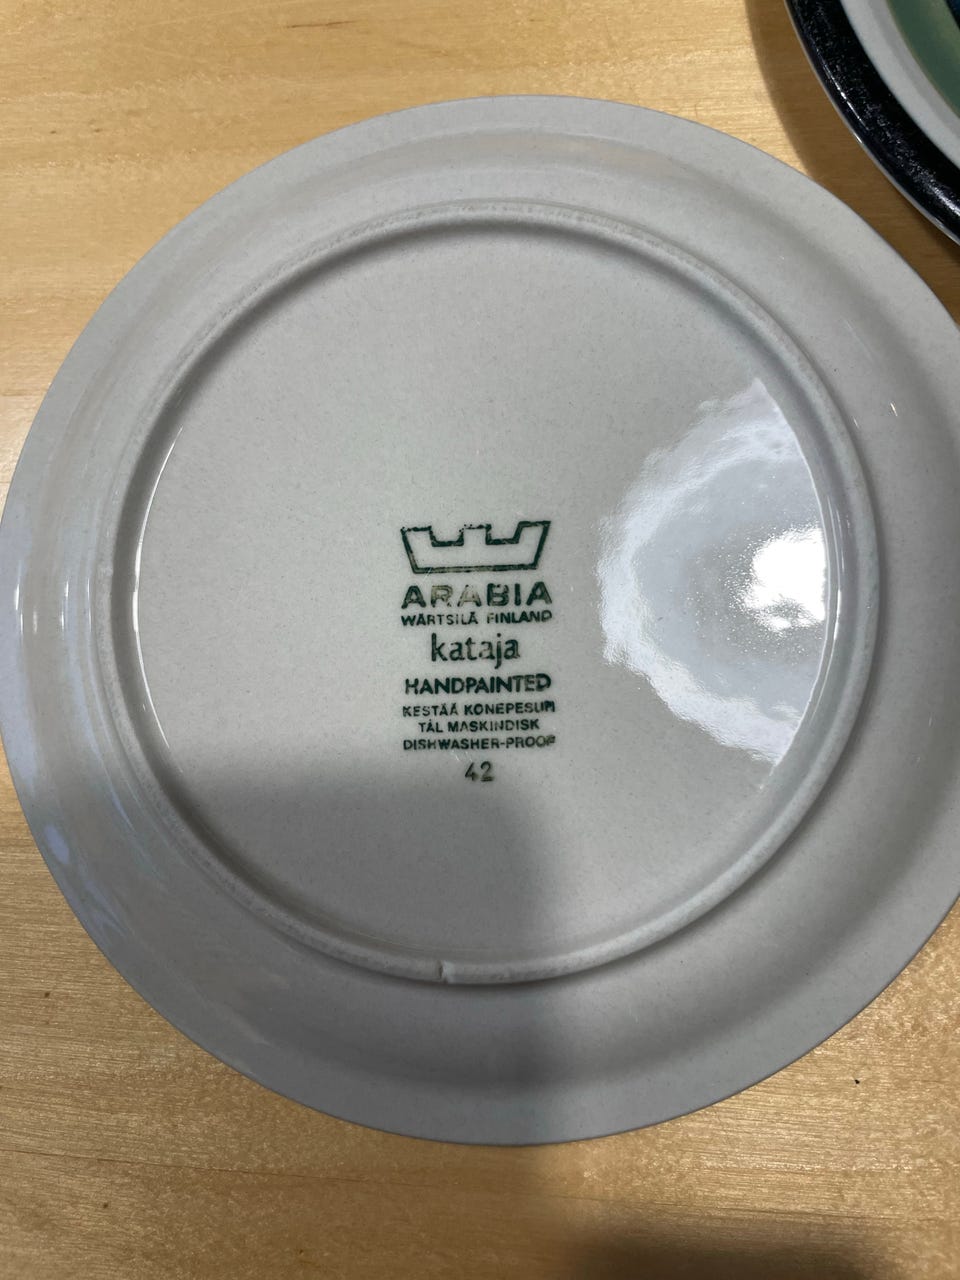 ARABIA
WÄRTSILÄ FINLAND
kataja
HANDPAINTED
KESTÄÄ KONEPESUN
TÅL MASKINDISK
DISHWASHER-PROOF
42